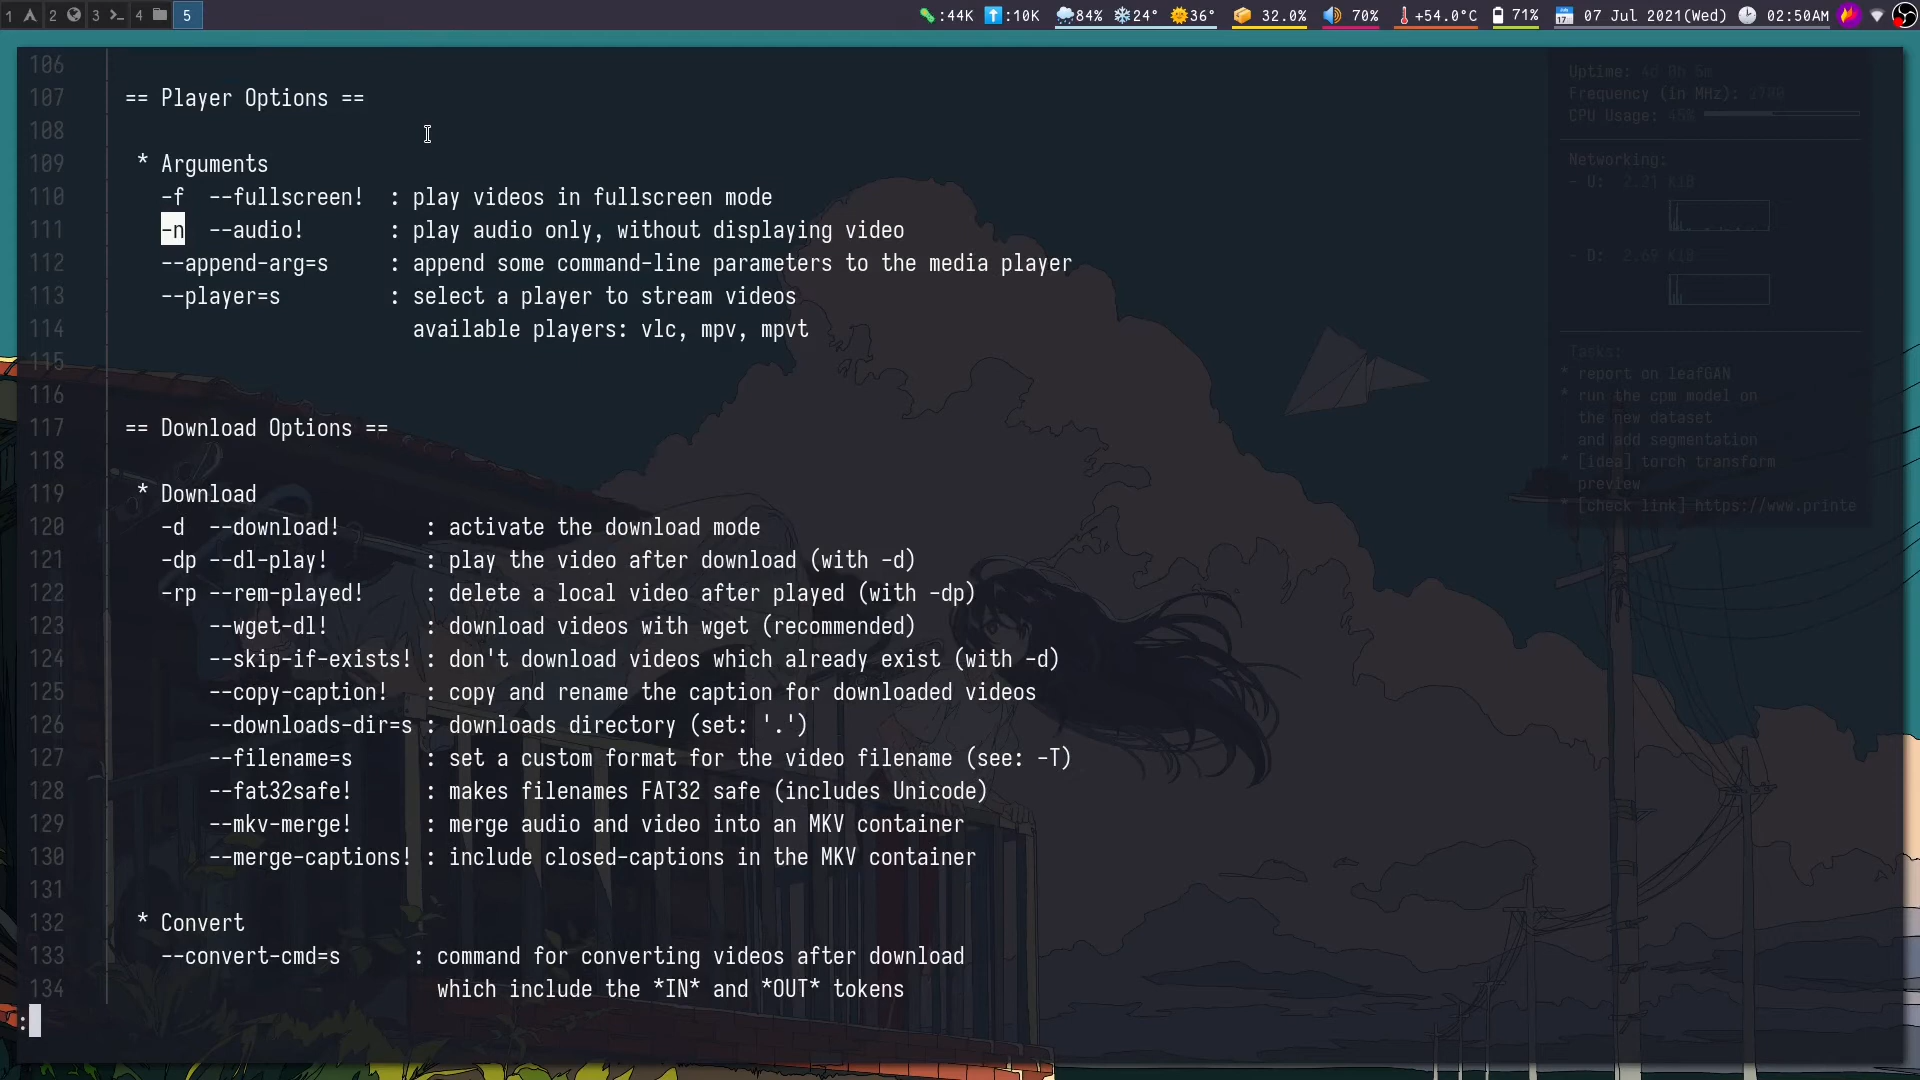 1 2 3 4 5 :44K :10K 84% 24° 36° 32.0% 70% +54.0°C 71% 07 Jul 2021(Wed) 02:50AM
106
107 == Player Options ==
108
109 * Arguments
110 -f --fullscreen! : play videos in fullscreen mode
111 -n --audio! : play audio only, without displaying video
112 --append-arg=s : append some command-line parameters to the media player
113 --player=s : select a player to stream videos
114 available players: vlc, mpv, mpvt
115
116
117 == Download Options ==
118
119 * Download
120 -d --download! : activate the download mode
121 -dp --dl-play! : play the video after download (with -d)
122 -rp --rem-played! : delete a local video after played (with -dp)
123 --wget-dl! : download videos with wget (recommended)
124 --skip-if-exists! : don't download videos which already exist (with -d)
125 --copy-caption! : copy and rename the caption for downloaded videos
126 --downloads-dir=s : downloads directory (set: '.')
127 --filename=s : set a custom format for the video filename (see: -T)
128 --fat32safe! : makes filenames FAT32 safe (includes Unicode)
129 --mkv-merge! : merge audio and video into an MKV container
130 --merge-captions! : include closed-captions in the MKV container
131
132 * Convert
133 --convert-cmd=s : command for converting videos after download
134 which include the *IN* and *OUT* tokens
:
Uptime: 4d 0h 5m
Frequency (in MHz): 2700
CPU Usage: 45%
Networking:
- U: 2.21 KiB
- D: 2.69 KiB
Tasks:
* report on leafGAN
* run the cpm model on
the new dataset
and add segmentation
* [idea] torch transform
preview
* [check link] https://www.printe